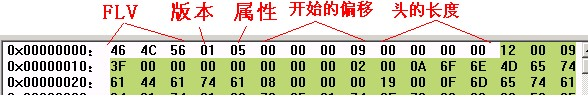 FLV 版本 属性 开始的偏移 头的长度
0x00000000: 46 4C 56 01 05 00 00 00 09 00 00 00 00 12 00 09
0x00000010: 3F 00 00 00 00 00 00 00 02 00 0A 6F 6E 4D 65 74
0x00000020: 61 44 61 74 61 08 00 00 00 19 00 0F 6D 65 74 61